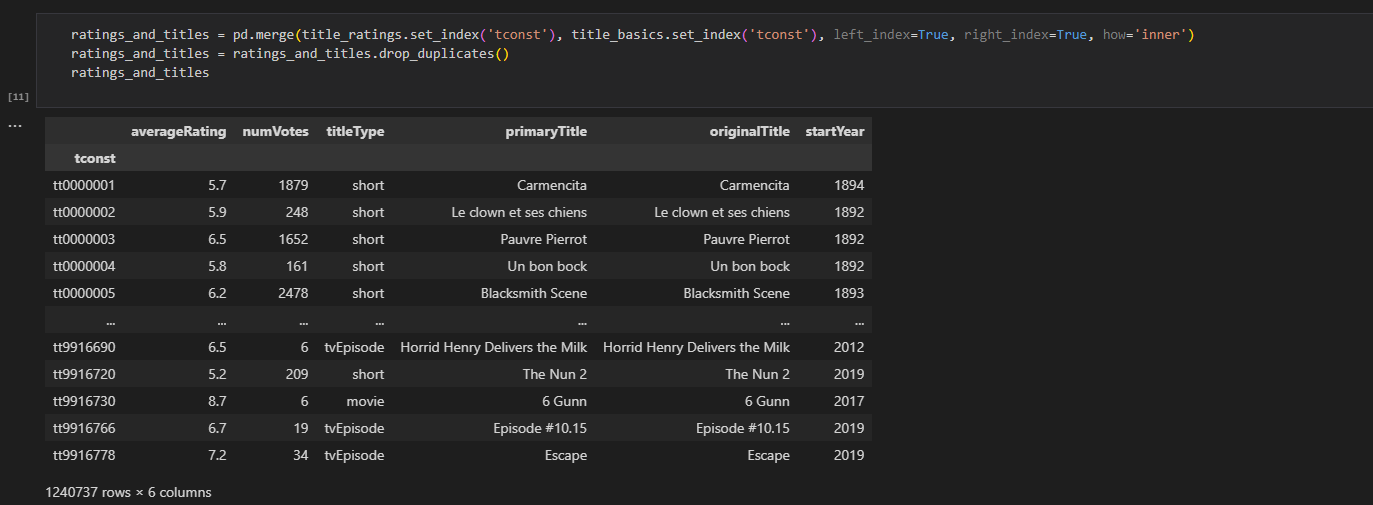 ratings_and_titles = pd.merge(title_ratings.set_index('tconst'), title_basics.set_index('tconst'), left_index=True, right_index=True, how='inner')
ratings_and_titles = ratings_and_titles.drop_duplicates()
ratings_and_titles
[11]
...
averageRating numVotes titleType primaryTitle originalTitle startYear
tconst
tt0000001 5.7 1879 short Carmencita Carmencita 1894
tt0000002 5.9 248 short Le clown et ses chiens Le clown et ses chiens 1892
tt0000003 6.5 1652 short Pauvre Pierrot Pauvre Pierrot 1892
tt0000004 5.8 161 short Un bon bock Un bon bock 1892
tt0000005 6.2 2478 short Blacksmith Scene Blacksmith Scene 1893
... ... ... ... ... ... ...
tt9916690 6.5 6 tvEpisode Horrid Henry Delivers the Milk Horrid Henry Delivers the Milk 2012
tt9916720 5.2 209 short The Nun 2 The Nun 2 2019
tt9916730 8.7 6 movie 6 Gunn 6 Gunn 2017
tt9916766 6.7 19 tvEpisode Episode #10.15 Episode #10.15 2019
tt9916778 7.2 34 tvEpisode Escape Escape 2019
1240737 rows × 6 columns